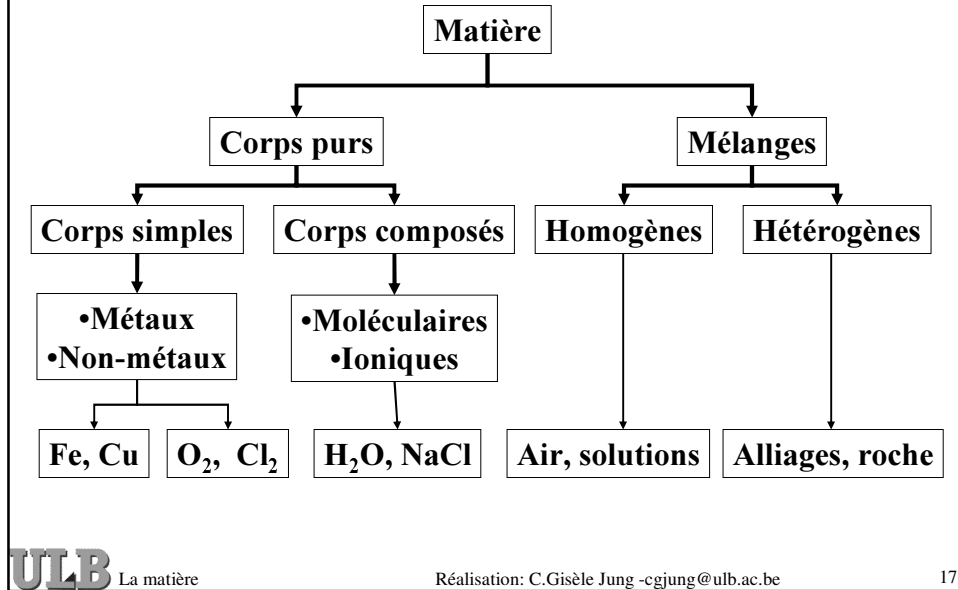 Matière
Corps purs
Mélanges
Corps simples
Corps composés
Homogènes
Hétérogènes
•Métaux
•Non-métaux
•Moléculaires
•Ioniques
Fe, Cu
O₂, Cl₂
H₂O, NaCl
Air, solutions
Alliages, roche
ULB La matière Réalisation: C.Gisèle Jung -cgjung@ulb.ac.be 17